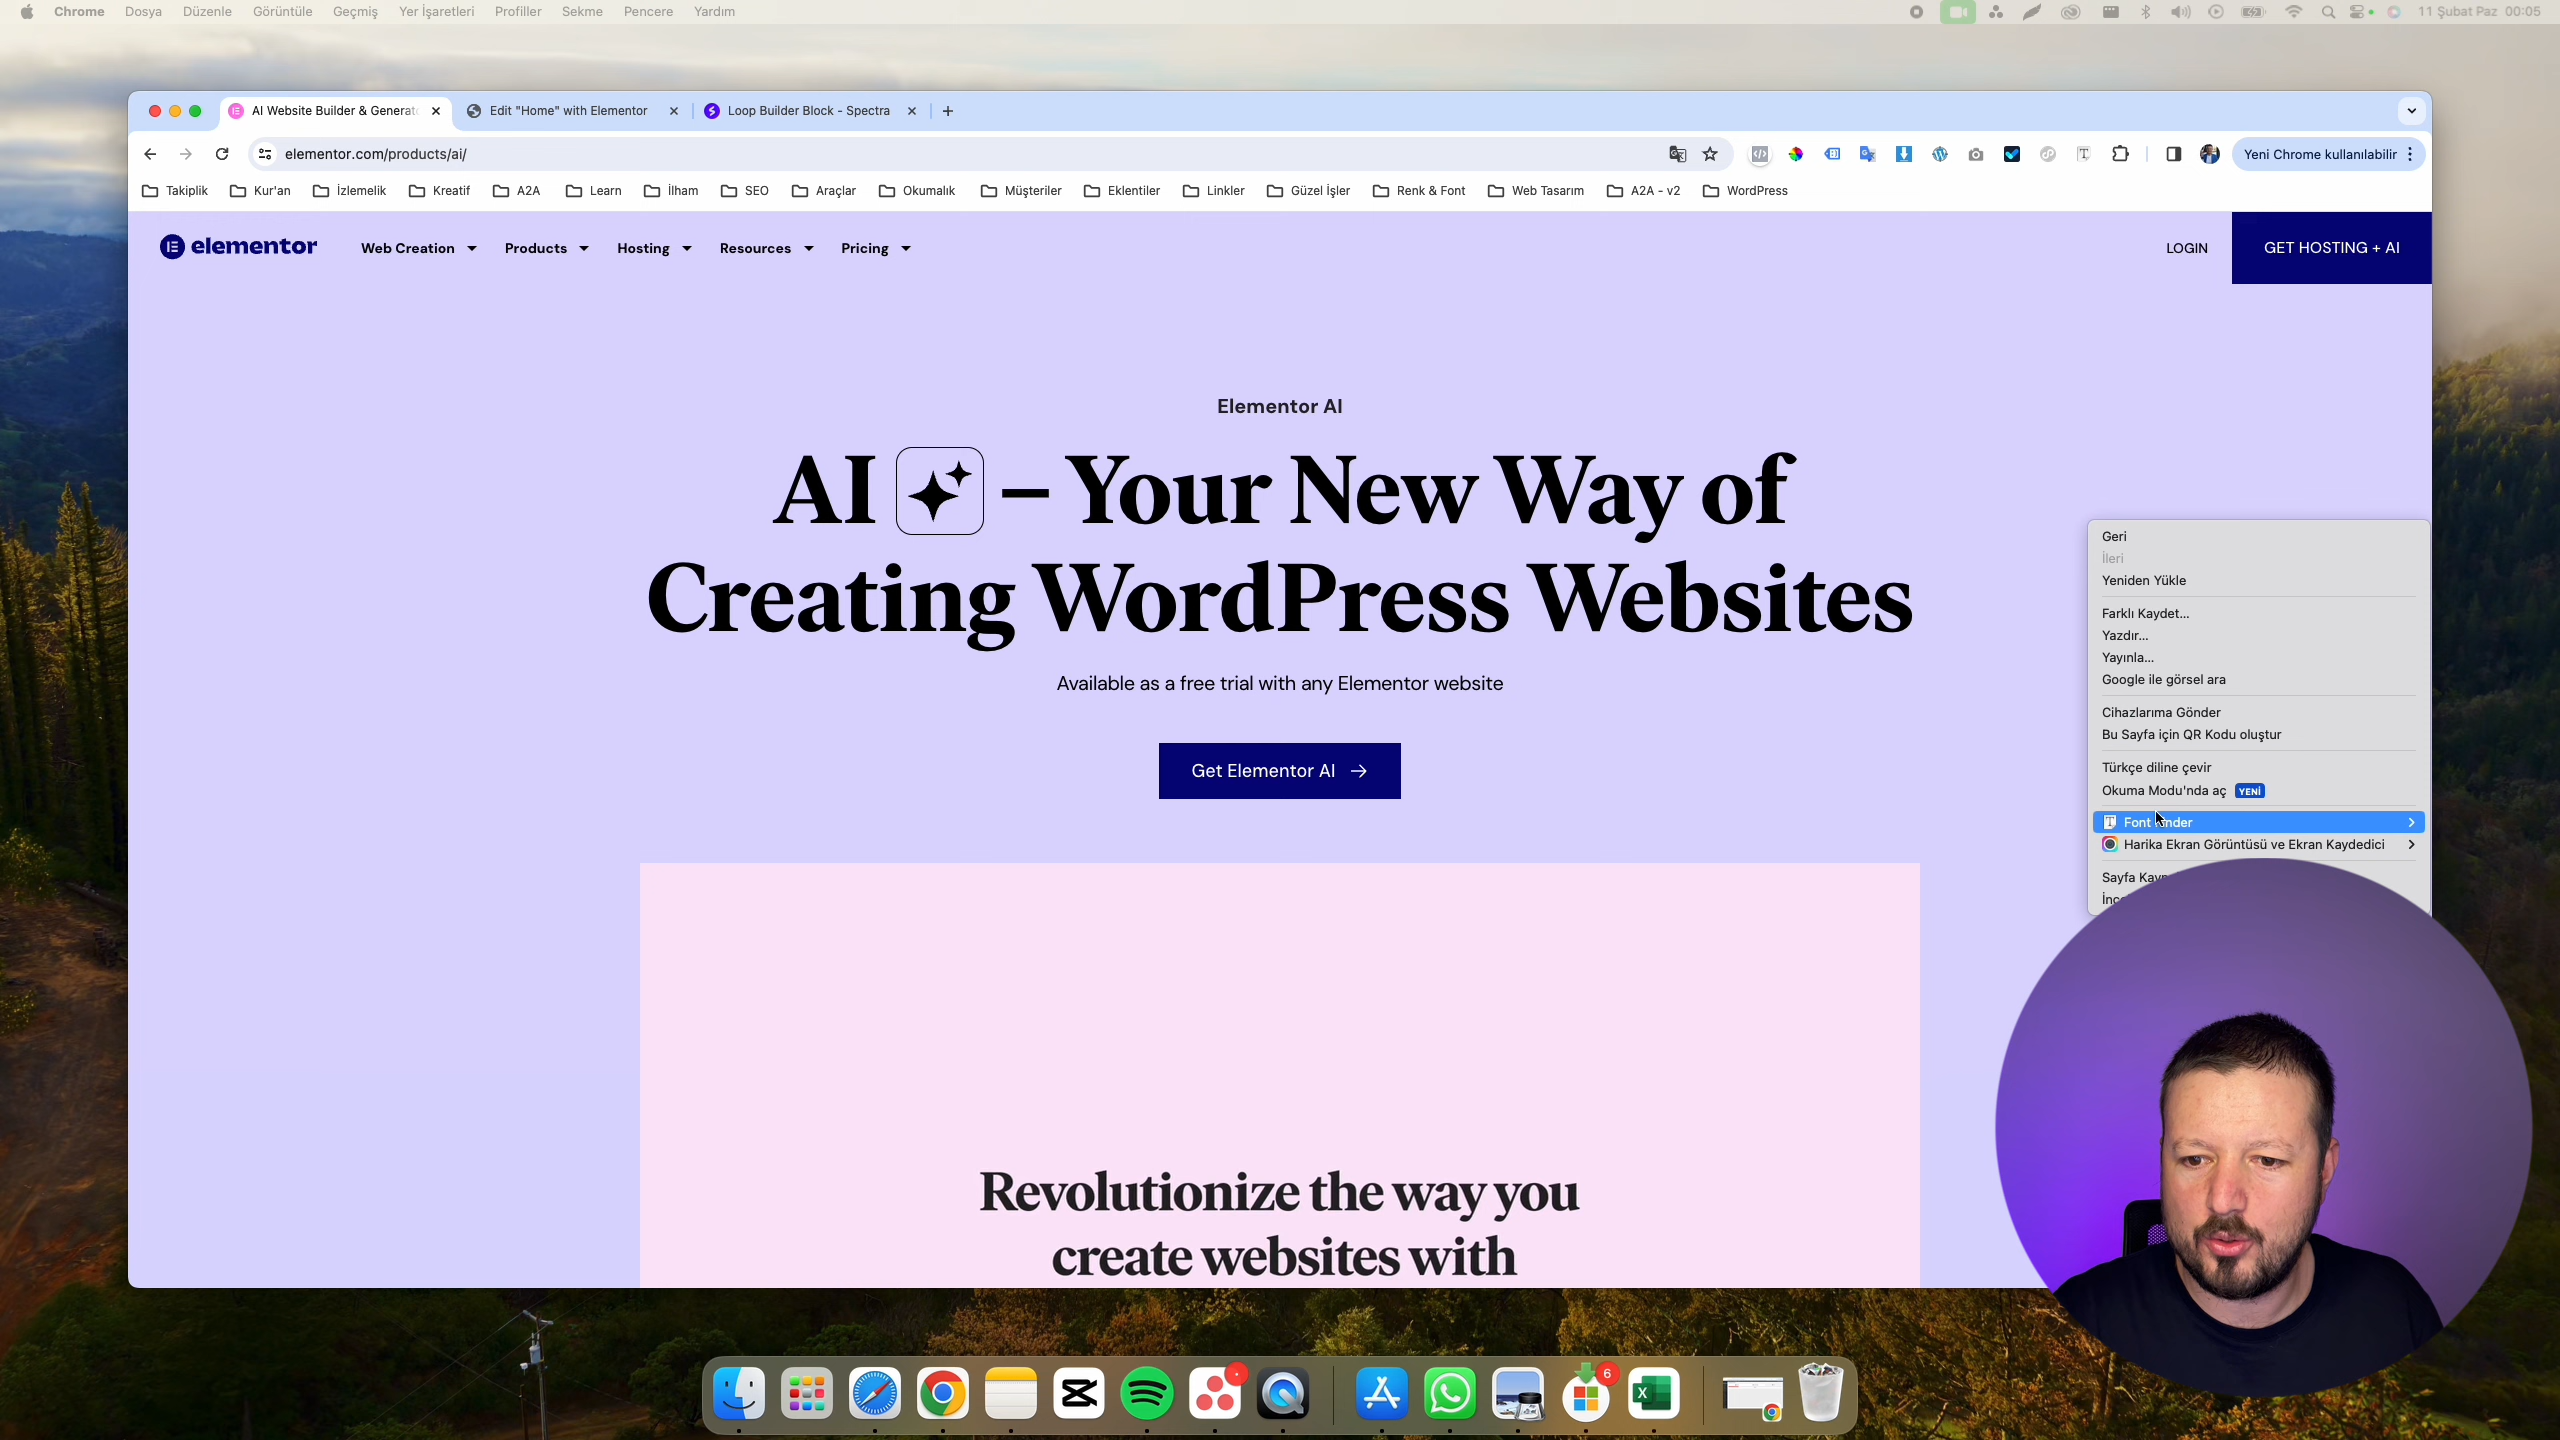 Chrome Dosya Düzenle Görüntüle Geçmiş Yer İşaretleri Profiller Sekme Pencere Yardım
11 Şubat Paz 00:05
AI Website Builder & Generat
Edit "Home" with Elementor
Loop Builder Block - Spectra
elementor.com/products/ai/
Yeni Chrome kullanılabilir
Takiplik Kur'an İzlemelik Kreatif A2A Learn İlham SEO Araçlar Okumalık Müşteriler Eklentiler Linkler Güzel İşler Renk & Font Web Tasarım A2A - v2 WordPress
elementor
Web Creation Products Hosting Resources Pricing
LOGIN
GET HOSTING + AI
Elementor AI
AI – Your New Way of
Creating WordPress Websites
Available as a free trial with any Elementor website
Get Elementor AI
Revolutionize the way you
create websites with
Geri
İleri
Yeniden Yükle
Farklı Kaydet...
Yazdır...
Yayınla...
Google ile görsel ara
Cihazlarıma Gönder
Bu Sayfa için QR Kodu oluştur
Türkçe diline çevir
Okuma Modu'nda aç YENİ
Font
Harika Ekran Görüntüsü ve Ekran Kaydedici
Sayfa
6